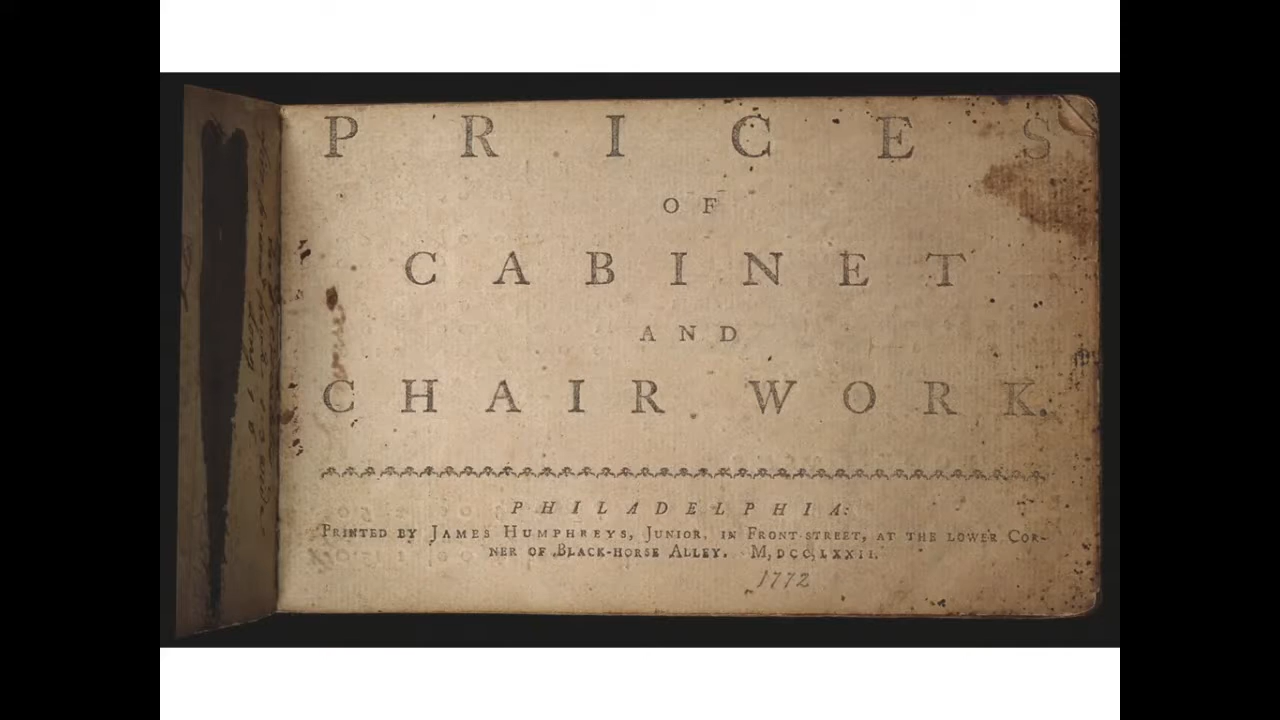 PRICES
OF
CABINET
AND
CHAIR WORK.
PHILADELPHIA:
PRINTED BY JAMES HUMPHREYS, JUNIOR, IN FRONT-STREET, AT THE LOWER COR-
NER OF BLACK-HORSE ALLEY. M,DCC,LXXII.
1772